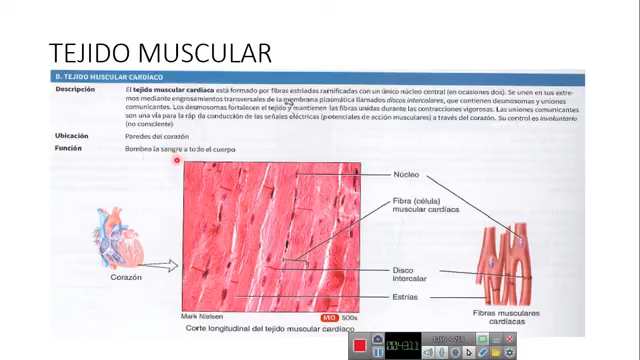 TEJIDO MUSCULAR
B. TEJIDO MUSCULAR CARDÍACO
Descripción El tejido muscular cardíaco está formado por fibras estriadas ramificadas con un único núcleo central (en ocasiones dos). Se unen en sus extre-
mos mediante engrosamientos transversales de la membrana plasmática llamados discos intercalares, que contienen desmosomas y uniones
comunicantes. Los desmosomas fortalecen el tejido y mantienen las fibras unidas durante las contracciones vigorosas. Las uniones comunicantes
son una vía para la ráp da conducción de las señales eléctricas (potenciales de acción musculares) a través del corazón. Su control es involuntario
(no consciente)
Ubicación Paredes del corazón
Función Bombea la sangre a todo el cuerpo
Núcleo
Fibra (célula)
muscular cardíaca
Corazón
Disco
intercalar
Estrías
Mark Nielsen MO 500x
Fibras musculares
cardíacas
Corte longitudinal del tejido muscular cardíaco